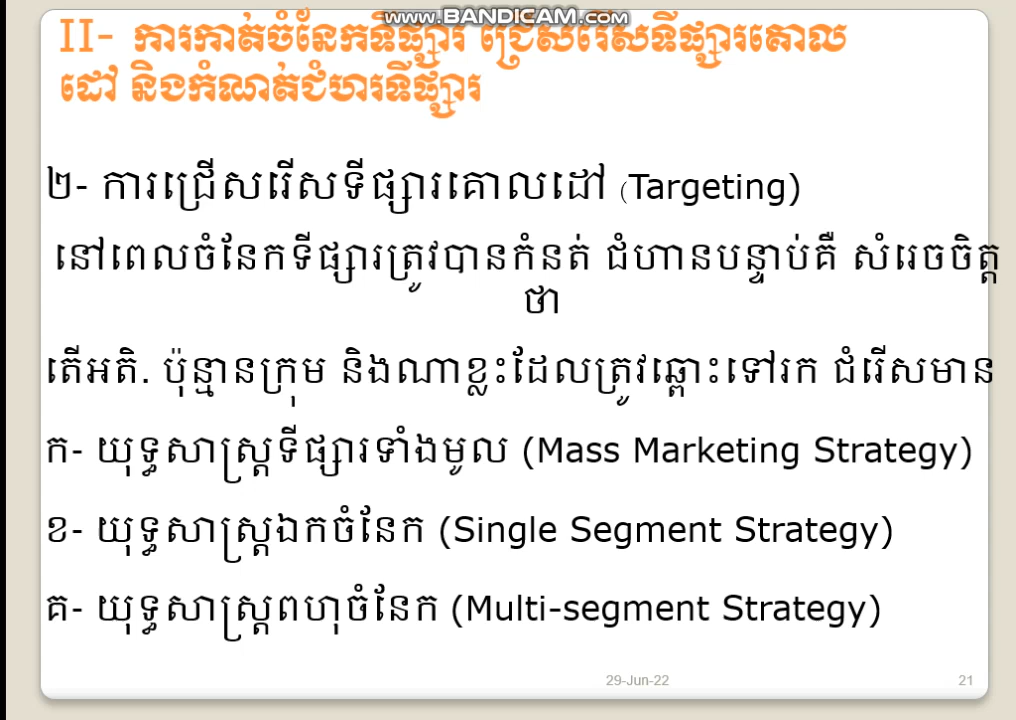 www.BANDICAM.com
II- ការកាត់ចំនែកទីផ្សារ ជ្រើសរើសទីផ្សារគោល
ដៅ និងកំណត់ជំហរទីផ្សារ
២- ការជ្រើសរើសទីផ្សារគោលដៅ (Targeting)
នៅពេលចំនែកទីផ្សារត្រូវបានកំនត់ ជំហានបន្ទាប់គឺ សំរេចចិត្ត
ថា
តើអតិ. ប៉ុន្មានក្រុម និងណាខ្លះដែលត្រូវឆ្ពោះទៅរក ជំរើសមាន
ក- យុទ្ធសាស្ត្រទីផ្សារទាំងមូល (Mass Marketing Strategy)
ខ- យុទ្ធសាស្ត្រឯកចំនែក (Single Segment Strategy)
គ- យុទ្ធសាស្ត្រពហុចំនែក (Multi-segment Strategy)
29-Jun-22
21